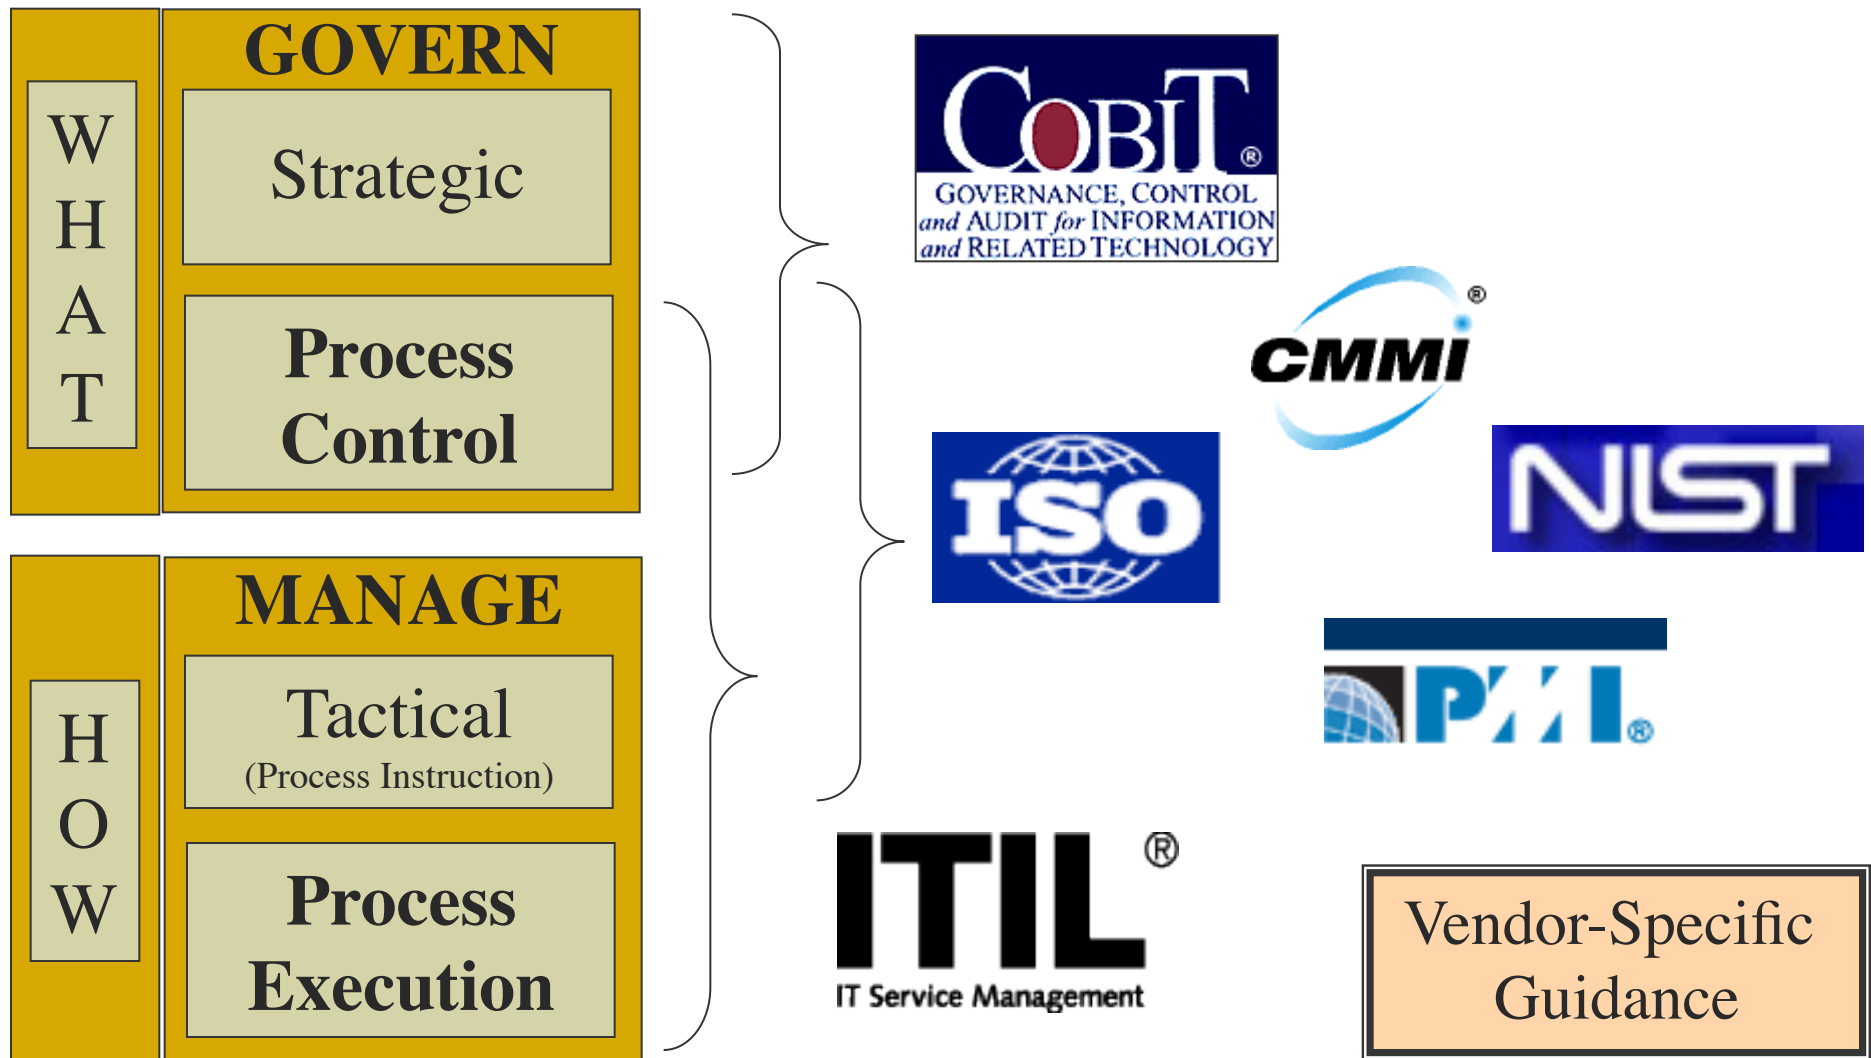 W
H
A
T
GOVERN
Strategic
Process
Control
H
O
W
MANAGE
Tactical
(Process Instruction)
Process
Execution
COBIT®
GOVERNANCE, CONTROL
and AUDIT for INFORMATION
and RELATED TECHNOLOGY
CMMI®
ISO
NIST
PMI®
ITIL®
IT Service Management
Vendor-Specific
Guidance